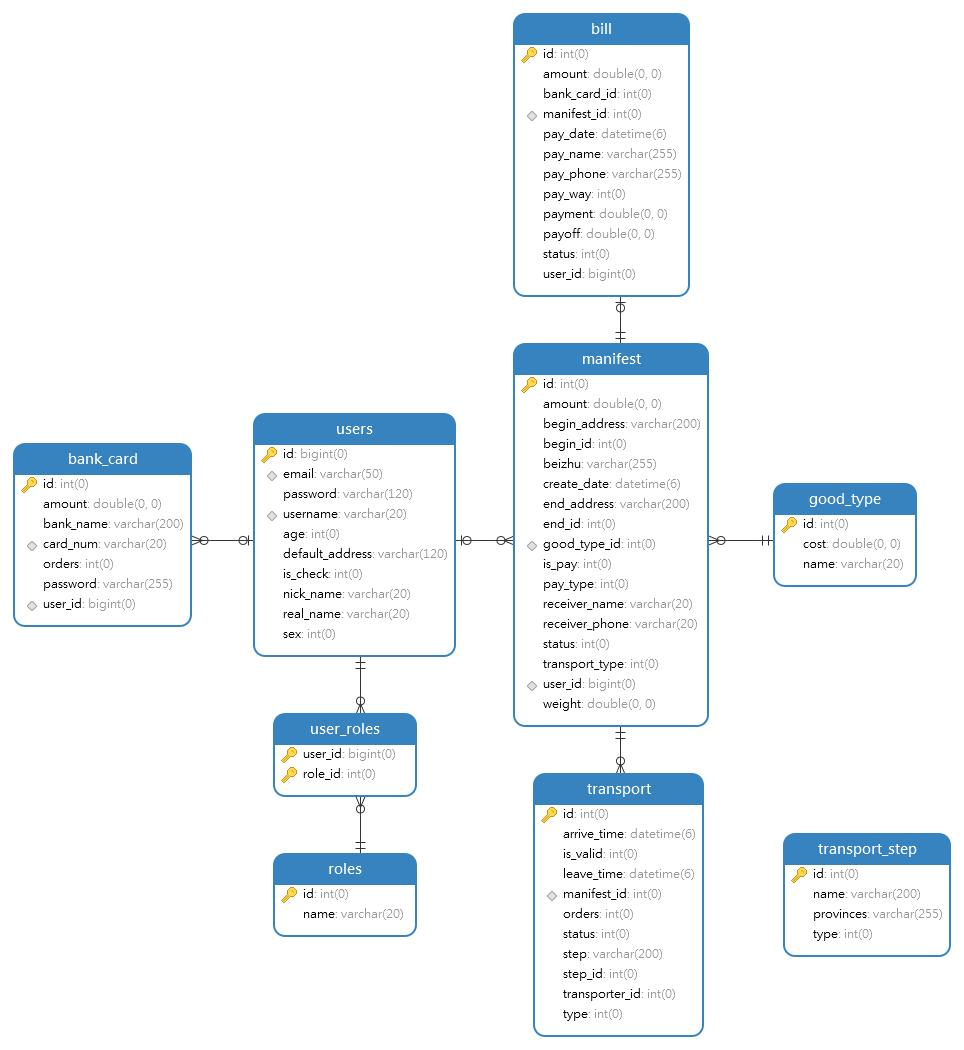 bill
id: int(0)
amount: double(0, 0)
bank_card_id: int(0)
manifest_id: int(0)
pay_date: datetime(6)
pay_name: varchar(255)
pay_phone: varchar(255)
pay_way: int(0)
payment: double(0, 0)
payoff: double(0, 0)
status: int(0)
user_id: bigint(0)
manifest
id: int(0)
amount: double(0, 0)
begin_address: varchar(200)
begin_id: int(0)
beizhu: varchar(255)
create_date: datetime(6)
end_address: varchar(200)
end_id: int(0)
good_type_id: int(0)
is_pay: int(0)
pay_type: int(0)
receiver_name: varchar(20)
receiver_phone: varchar(20)
status: int(0)
transport_type: int(0)
user_id: bigint(0)
weight: double(0, 0)
users
id: bigint(0)
email: varchar(50)
password: varchar(120)
username: varchar(20)
age: int(0)
default_address: varchar(120)
is_check: int(0)
nick_name: varchar(20)
real_name: varchar(20)
sex: int(0)
bank_card
id: int(0)
amount: double(0, 0)
bank_name: varchar(200)
card_num: varchar(20)
orders: int(0)
password: varchar(255)
user_id: bigint(0)
good_type
id: int(0)
cost: double(0, 0)
name: varchar(20)
user_roles
user_id: bigint(0)
role_id: int(0)
roles
id: int(0)
name: varchar(20)
transport
id: int(0)
arrive_time: datetime(6)
is_valid: int(0)
leave_time: datetime(6)
manifest_id: int(0)
orders: int(0)
status: int(0)
step: varchar(200)
step_id: int(0)
transporter_id: int(0)
type: int(0)
transport_step
id: int(0)
name: varchar(200)
provinces: varchar(255)
type: int(0)